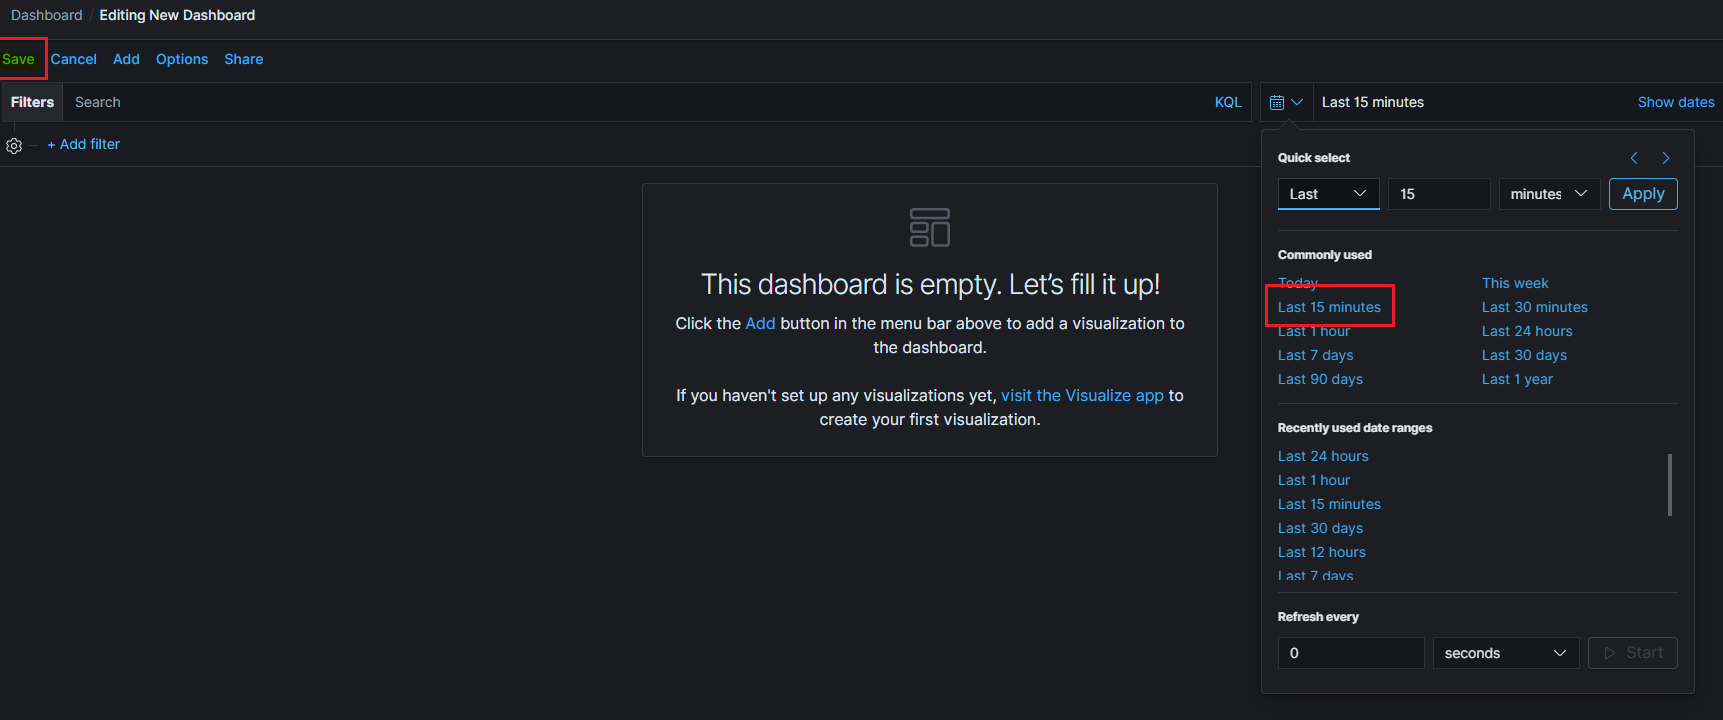 Dashboard / Editing New Dashboard
Save Cancel Add Options Share
Filters Search KQL Last 15 minutes Show dates
+ Add filter
This dashboard is empty. Let’s fill it up!
Click the Add button in the menu bar above to add a visualization to
the dashboard.
If you haven't set up any visualizations yet, visit the Visualize app to
create your first visualization.
Quick select
Last 15 minutes Apply
Commonly used
Today This week
Last 15 minutes Last 30 minutes
Last 1 hour Last 24 hours
Last 7 days Last 30 days
Last 90 days Last 1 year
Recently used date ranges
Last 24 hours
Last 1 hour
Last 15 minutes
Last 30 days
Last 12 hours
Last 7 days
Refresh every
0 seconds Start